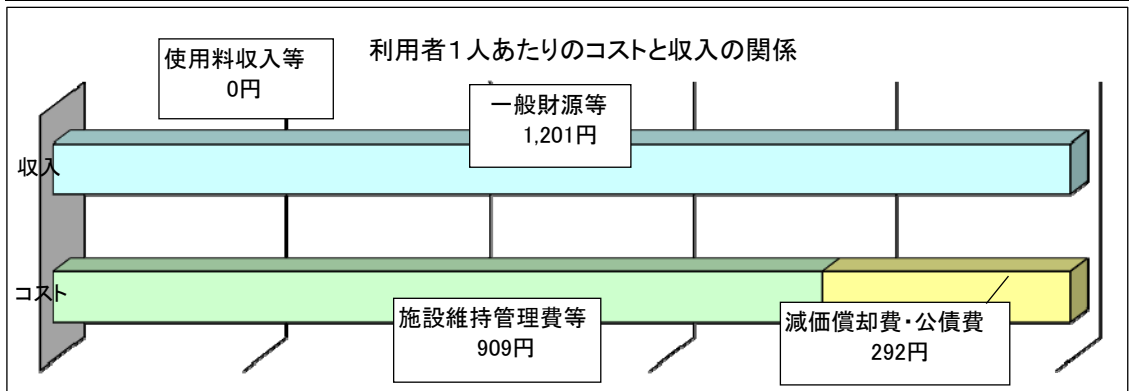 利用者１人あたりのコストと収入の関係
使用料収入等
0円
一般財源等
1,201円
収入
コスト
施設維持管理費等
909円
減価償却費・公債費
292円